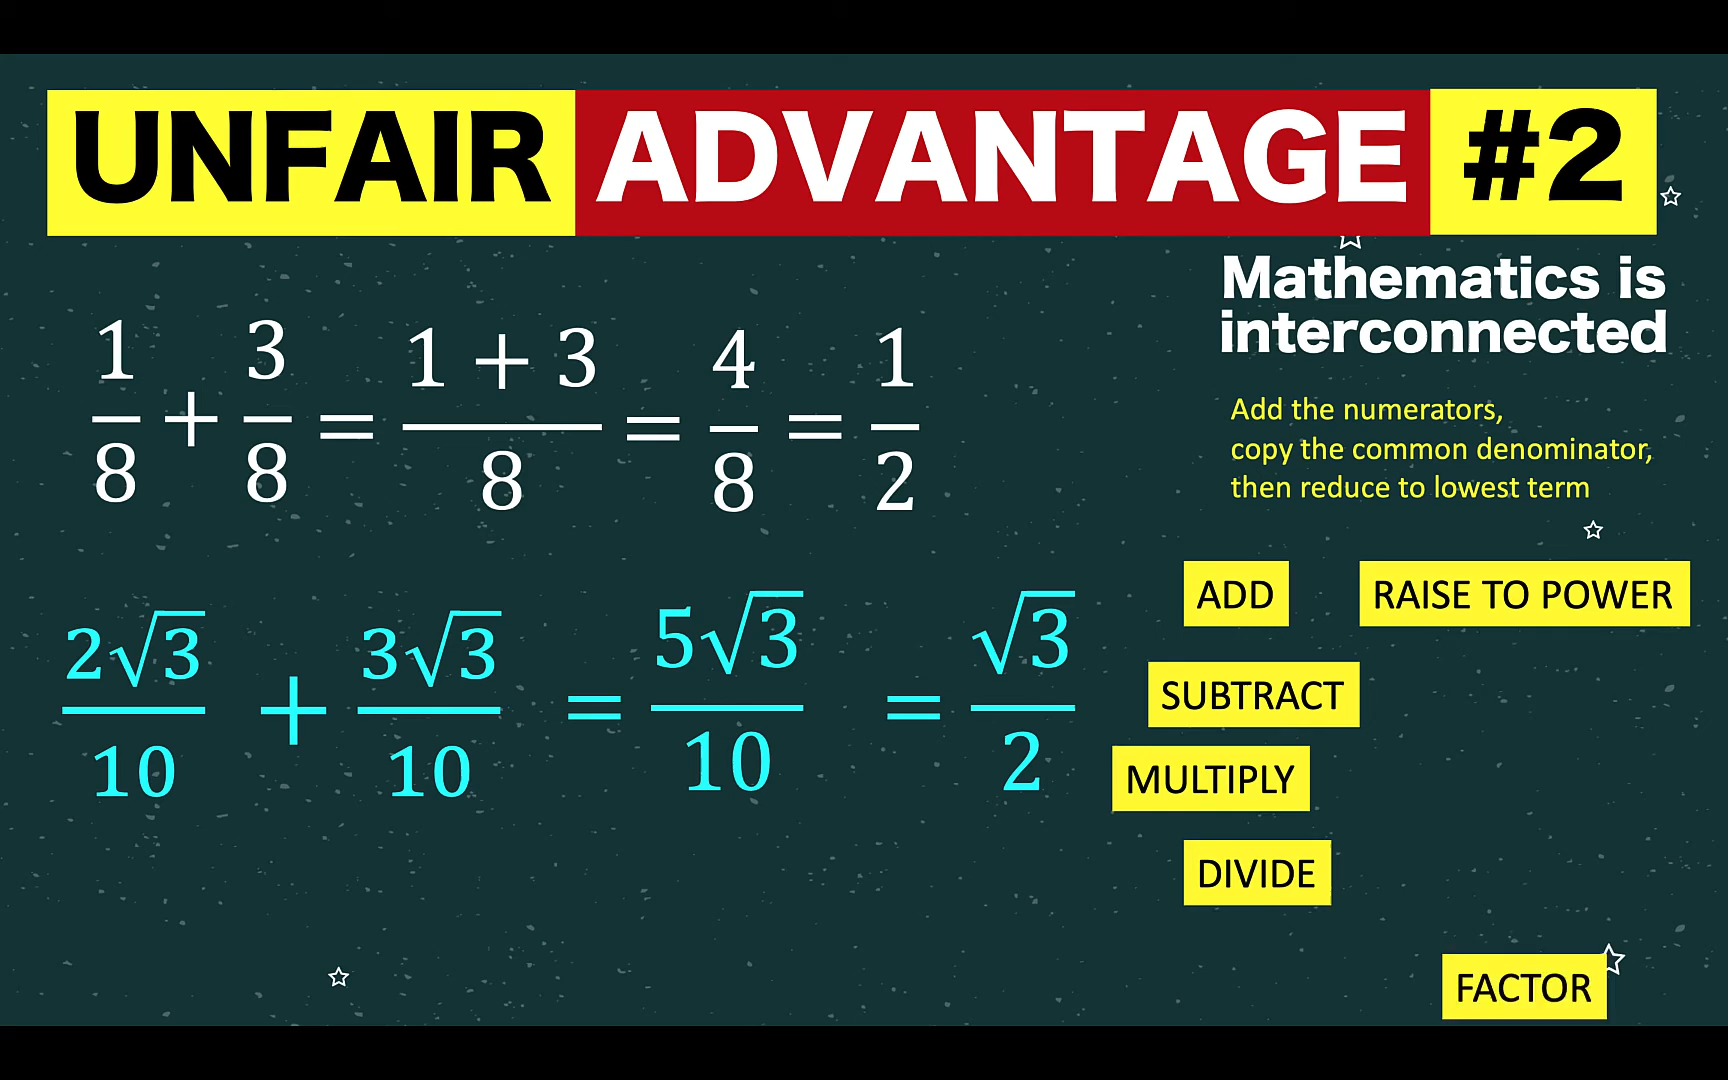 UNFAIR ADVANTAGE #2
Mathematics is
interconnected
1/8 + 3/8 = (1 + 3)/8 = 4/8 = 1/2
Add the numerators,
copy the common denominator,
then reduce to lowest term
2√3/10 + 3√3/10 = 5√3/10 = √3/2
ADD
RAISE TO POWER
SUBTRACT
MULTIPLY
DIVIDE
FACTOR